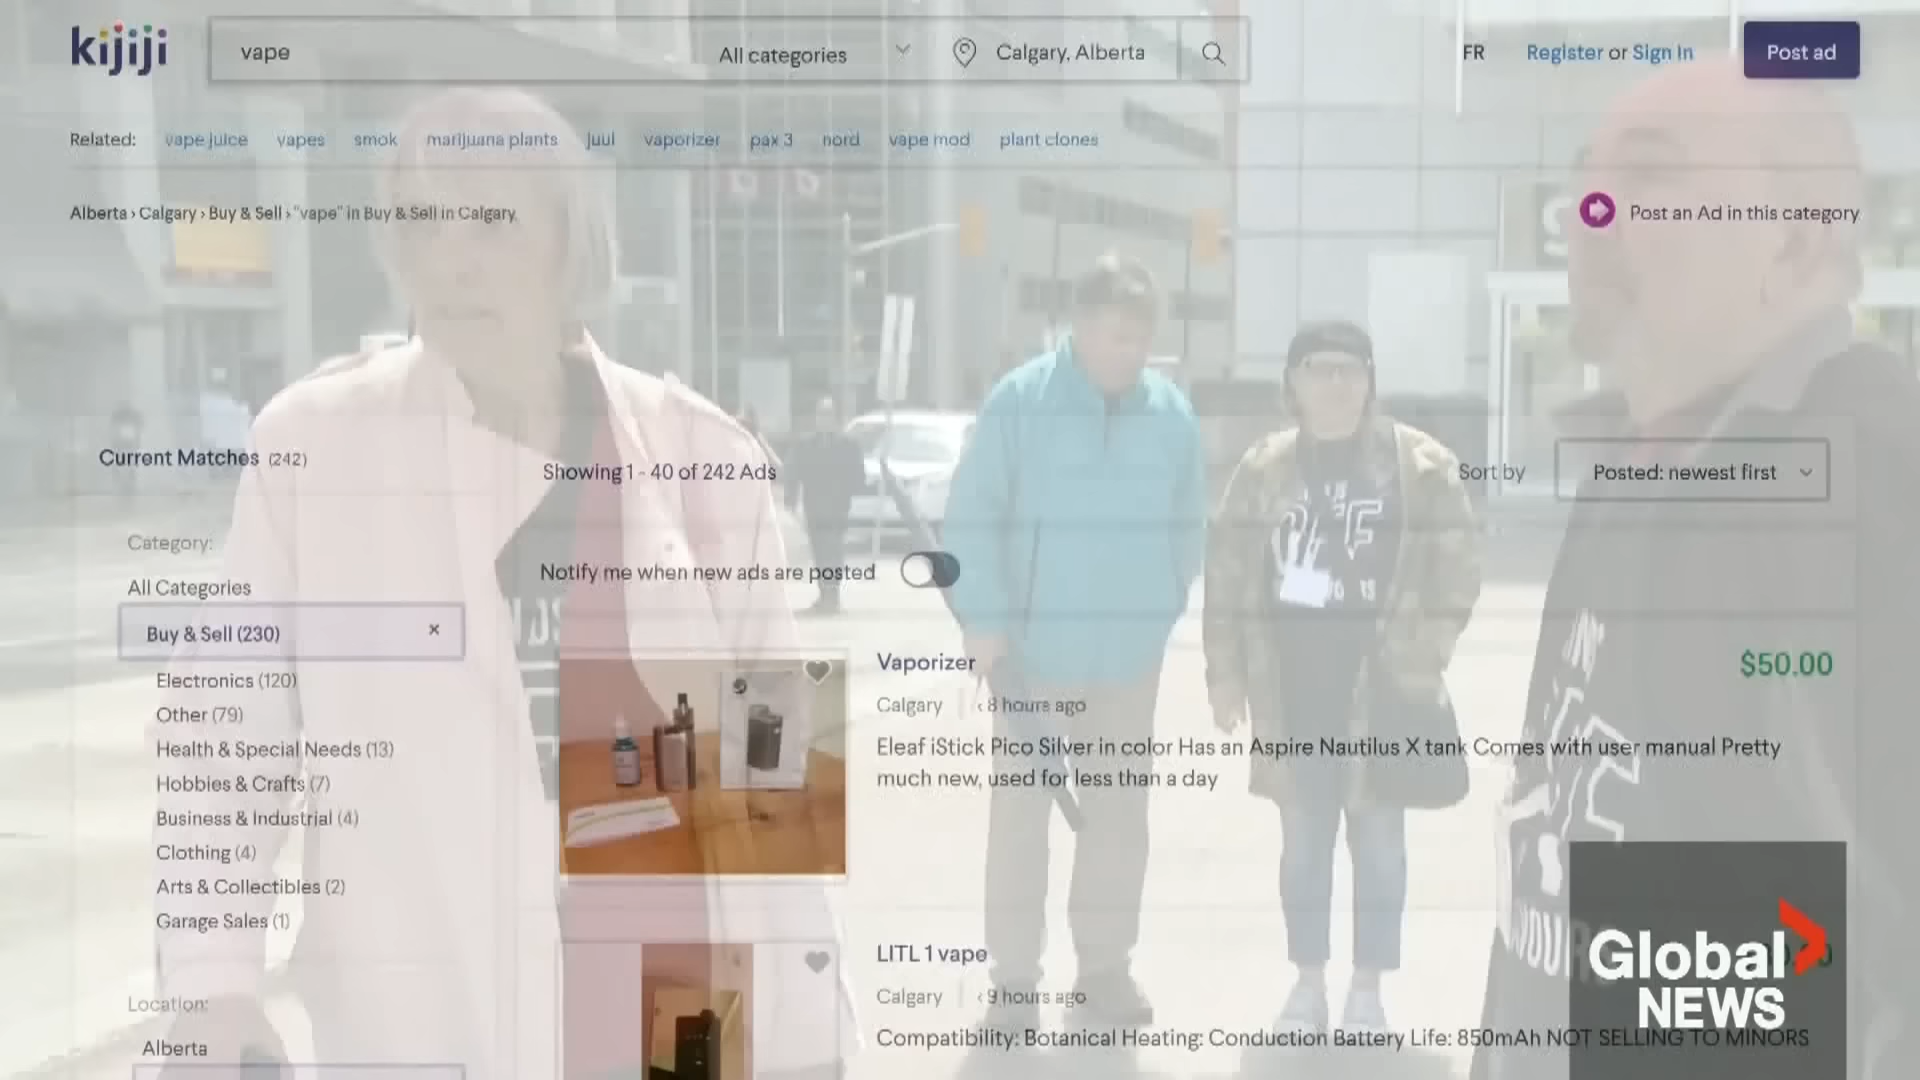 kijiji
vape
All categories
Calgary, Alberta
FR
Register or Sign In
Post ad
Related: vape juice vapes smok marijuana plants juul vaporizer pax 3 nord vape mod plant clones
Alberta › Calgary › Buy & Sell › "vape" in Buy & Sell in Calgary
Post an Ad in this category
Current Matches (242)
Showing 1 - 40 of 242 Ads
Sort by
Posted: newest first
Category:
All Categories
Buy & Sell (230) ×
Electronics (120)
Other (79)
Health & Special Needs (13)
Hobbies & Crafts (7)
Business & Industrial (4)
Clothing (4)
Arts & Collectibles (2)
Garage Sales (1)
Location:
Alberta
Notify me when new ads are posted
Vaporizer
$50.00
Calgary
‹ 8 hours ago
Eleaf iStick Pico Silver in color Has an Aspire Nautilus X tank Comes with user manual Pretty
much new, used for less than a day
LITL 1 vape
Calgary
‹ 9 hours ago
Compatibility: Botanical Heating: Conduction Battery Life: 850mAh NOT SELLING TO MINORS
Global
NEWS